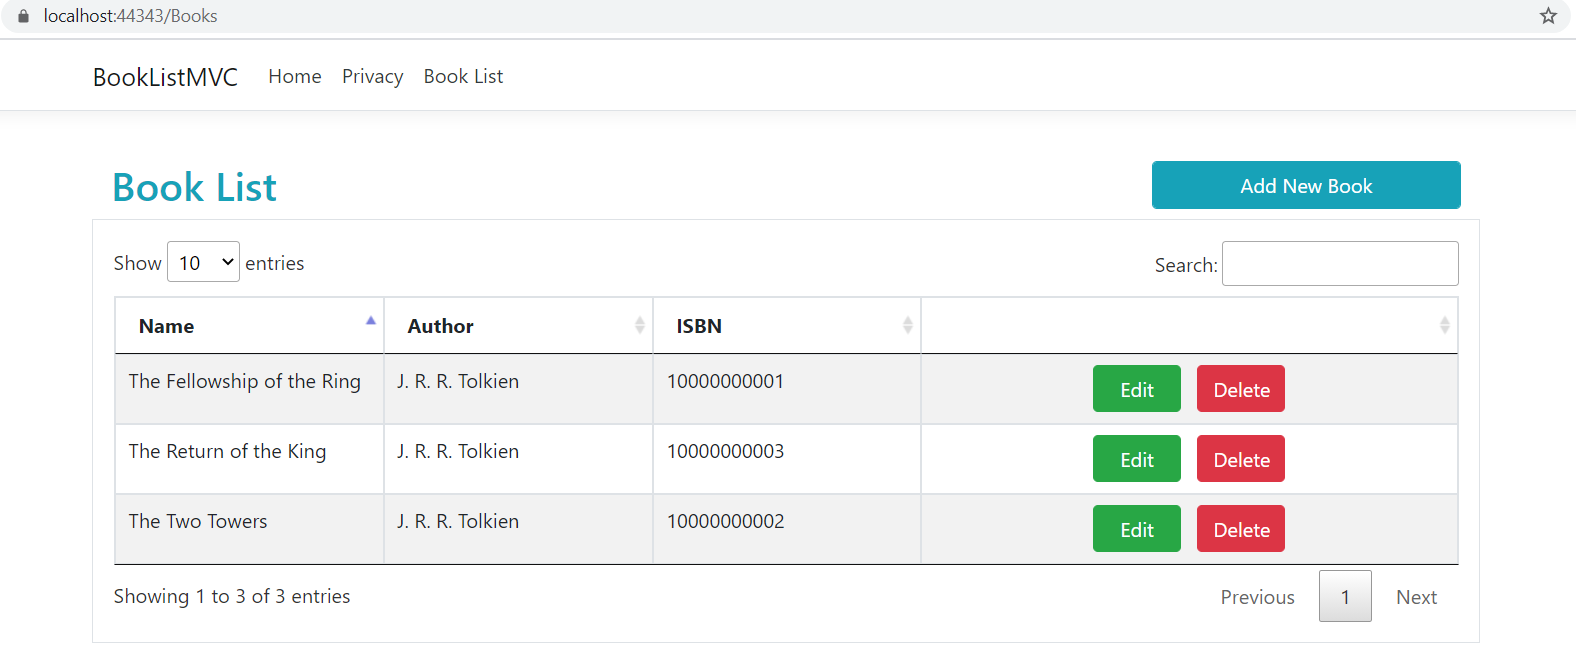 localhost:44343/Books
BookListMVC Home Privacy Book List
Book List Add New Book
Show 10 entries Search:
Name Author ISBN
The Fellowship of the Ring J. R. R. Tolkien 10000000001 Edit Delete
The Return of the King J. R. R. Tolkien 10000000003 Edit Delete
The Two Towers J. R. R. Tolkien 10000000002 Edit Delete
Showing 1 to 3 of 3 entries Previous 1 Next